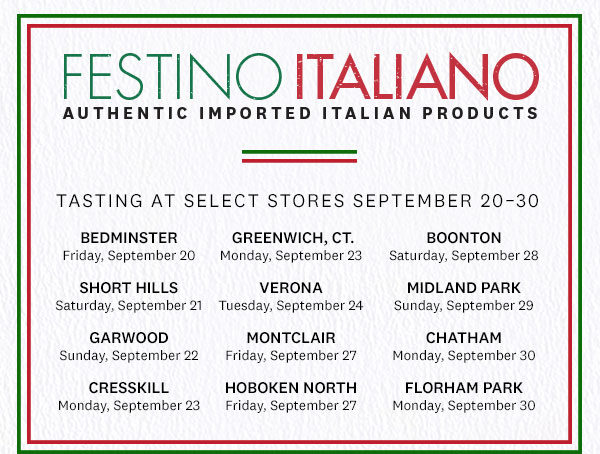 FESTINO ITALIANO
AUTHENTIC IMPORTED ITALIAN PRODUCTS
TASTING AT SELECT STORES SEPTEMBER 20–30
BEDMINSTER
Friday, September 20
SHORT HILLS
Saturday, September 21
GARWOOD
Sunday, September 22
CRESSKILL
Monday, September 23
GREENWICH, CT.
Monday, September 23
VERONA
Tuesday, September 24
MONTCLAIR
Friday, September 27
HOBOKEN NORTH
Friday, September 27
BOONTON
Saturday, September 28
MIDLAND PARK
Sunday, September 29
CHATHAM
Monday, September 30
FLORHAM PARK
Monday, September 30